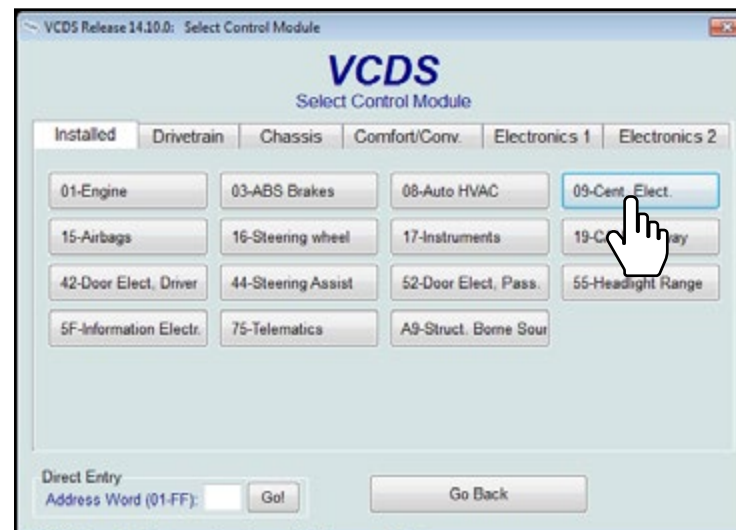 VCDS Release 14.10.0: Select Control Module
VCDS
Select Control Module
Installed Drivetrain Chassis Comfort/Conv. Electronics 1 Electronics 2
01-Engine 03-ABS Brakes 08-Auto HVAC 09-Cent. Elect.
15-Airbags 16-Steering wheel 17-Instruments
42-Door Elect, Driver 44-Steering Assist 52-Door Elect, Pass. 55-Headlight Range
5F-Information Electr. 75-Telematics A9-Struct. Borne Sour
Direct Entry
Address Word (01-FF): Go! Go Back